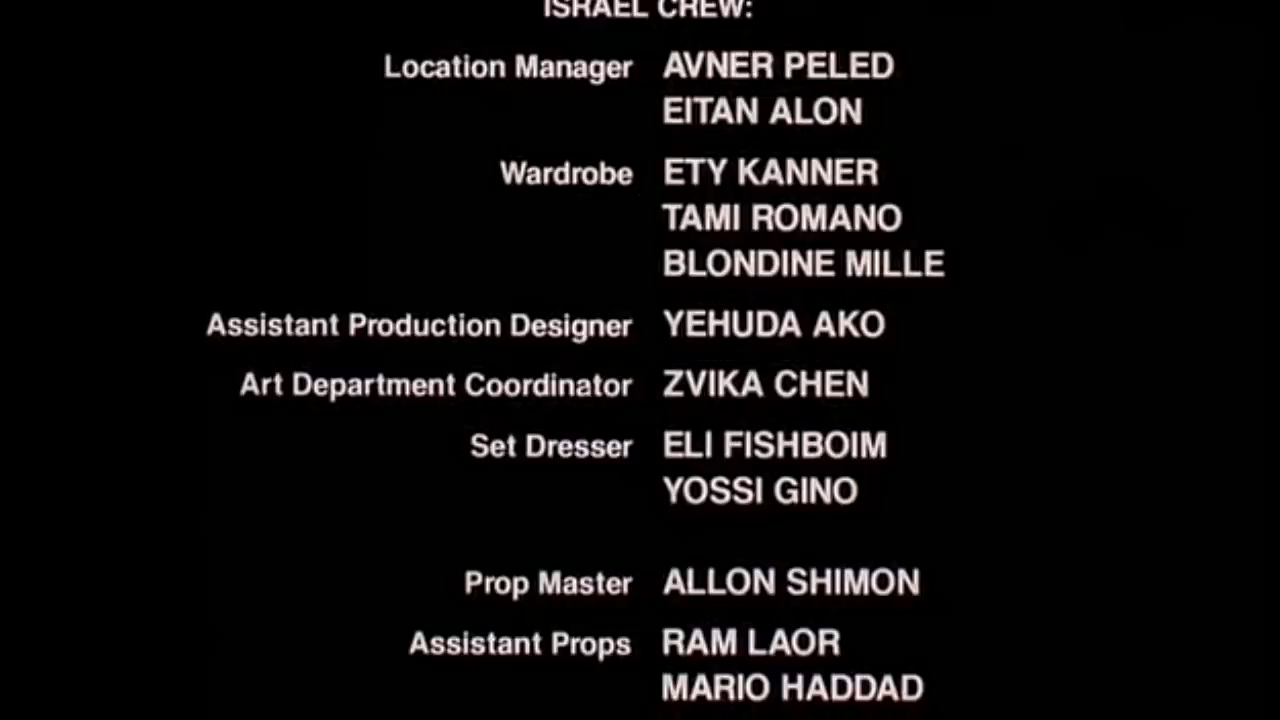 ISRAEL CREW:
Location Manager AVNER PELED
EITAN ALON
Wardrobe ETY KANNER
TAMI ROMANO
BLONDINE MILLE
Assistant Production Designer YEHUDA AKO
Art Department Coordinator ZVIKA CHEN
Set Dresser ELI FISHBOIM
YOSSI GINO
Prop Master ALLON SHIMON
Assistant Props RAM LAOR
MARIO HADDAD